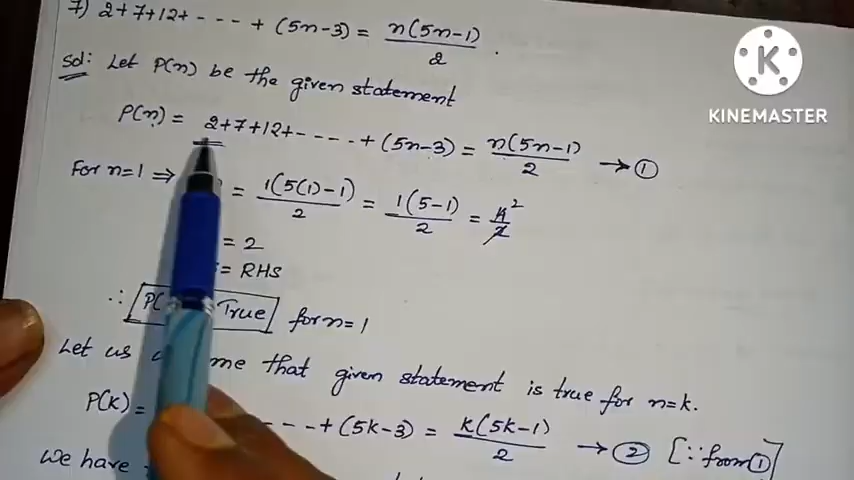 7) 2+7+12+ - - - - + (5n-3) = n(5n-1)/2 .
Sol: Let P(n) be the given statement
P(n) = 2+7+12+ - - - - . + (5n-3) = n(5n-1)/2 → ①
For n=1 ⇒ = 1(5(1)-1)/2 = 1(5-1)/2 = 4/2 2
= 2
= RHS
∴ P( True for n=1
Let us me that given statement is true for n=k.
P(k) = - - - + (5k-3) = k(5k-1)/2 → ② [∵ from ①]
We have
KINEMASTER